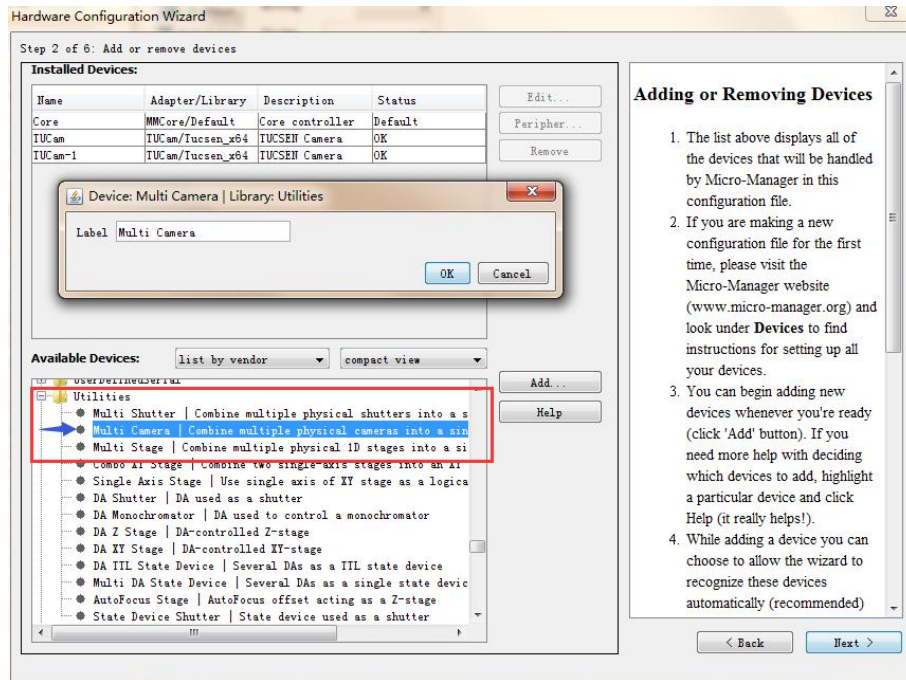 Hardware Configuration Wizard
Step 2 of 6: Add or remove devices
Installed Devices:
Name Adapter/Library Description Status
Core MMCore/Default Core controller Default
TUCam TUCam/Tucsen_x64 TUCSEN Camera OK
TUCam-1 TUCam/Tucsen_x64 TUCSEN Camera OK
Edit...
Peripher...
Remove
Device: Multi Camera | Library: Utilities
Label Multi Camera
OK Cancel
Available Devices: list by vendor compact view
UserDefinedSerial
Utilities
Multi Shutter | Combine multiple physical shutters into a s
Multi Camera | Combine multiple physical cameras into a sin
Multi Stage | Combine multiple physical 1D stages into a si
Combo XY Stage | Combine two single-axis stages into an XY
Single Axis Stage | Use single axis of XY stage as a logica
DA Shutter | DA used as a shutter
DA Monochromator | DA used to control a monochromator
DA Z Stage | DA-controlled Z-stage
DA XY Stage | DA-controlled XY-stage
DA TTL State Device | Several DAs as a TTL state device
Multi DA State Device | Several DAs as a single state devic
AutoFocus Stage | AutoFocus offset acting as a Z-stage
State Device Shutter | State device used as a shutter
Add...
Help
Adding or Removing Devices
1. The list above displays all of
the devices that will be handled
by Micro-Manager in this
configuration file.
2. If you are making a new
configuration file for the first
time, please visit the
Micro-Manager website
(www.micro-manager.org) and
look under Devices to find
instructions for setting up all
your devices.
3. You can begin adding new
devices whenever you're ready
(click 'Add' button). If you
need more help with deciding
which devices to add, highlight
a particular device and click
Help (it really helps!).
4. While adding a device you can
choose to allow the wizard to
recognize these devices
automatically (recommended)
< Back Next >